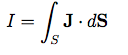 I = ∫_S J · dS